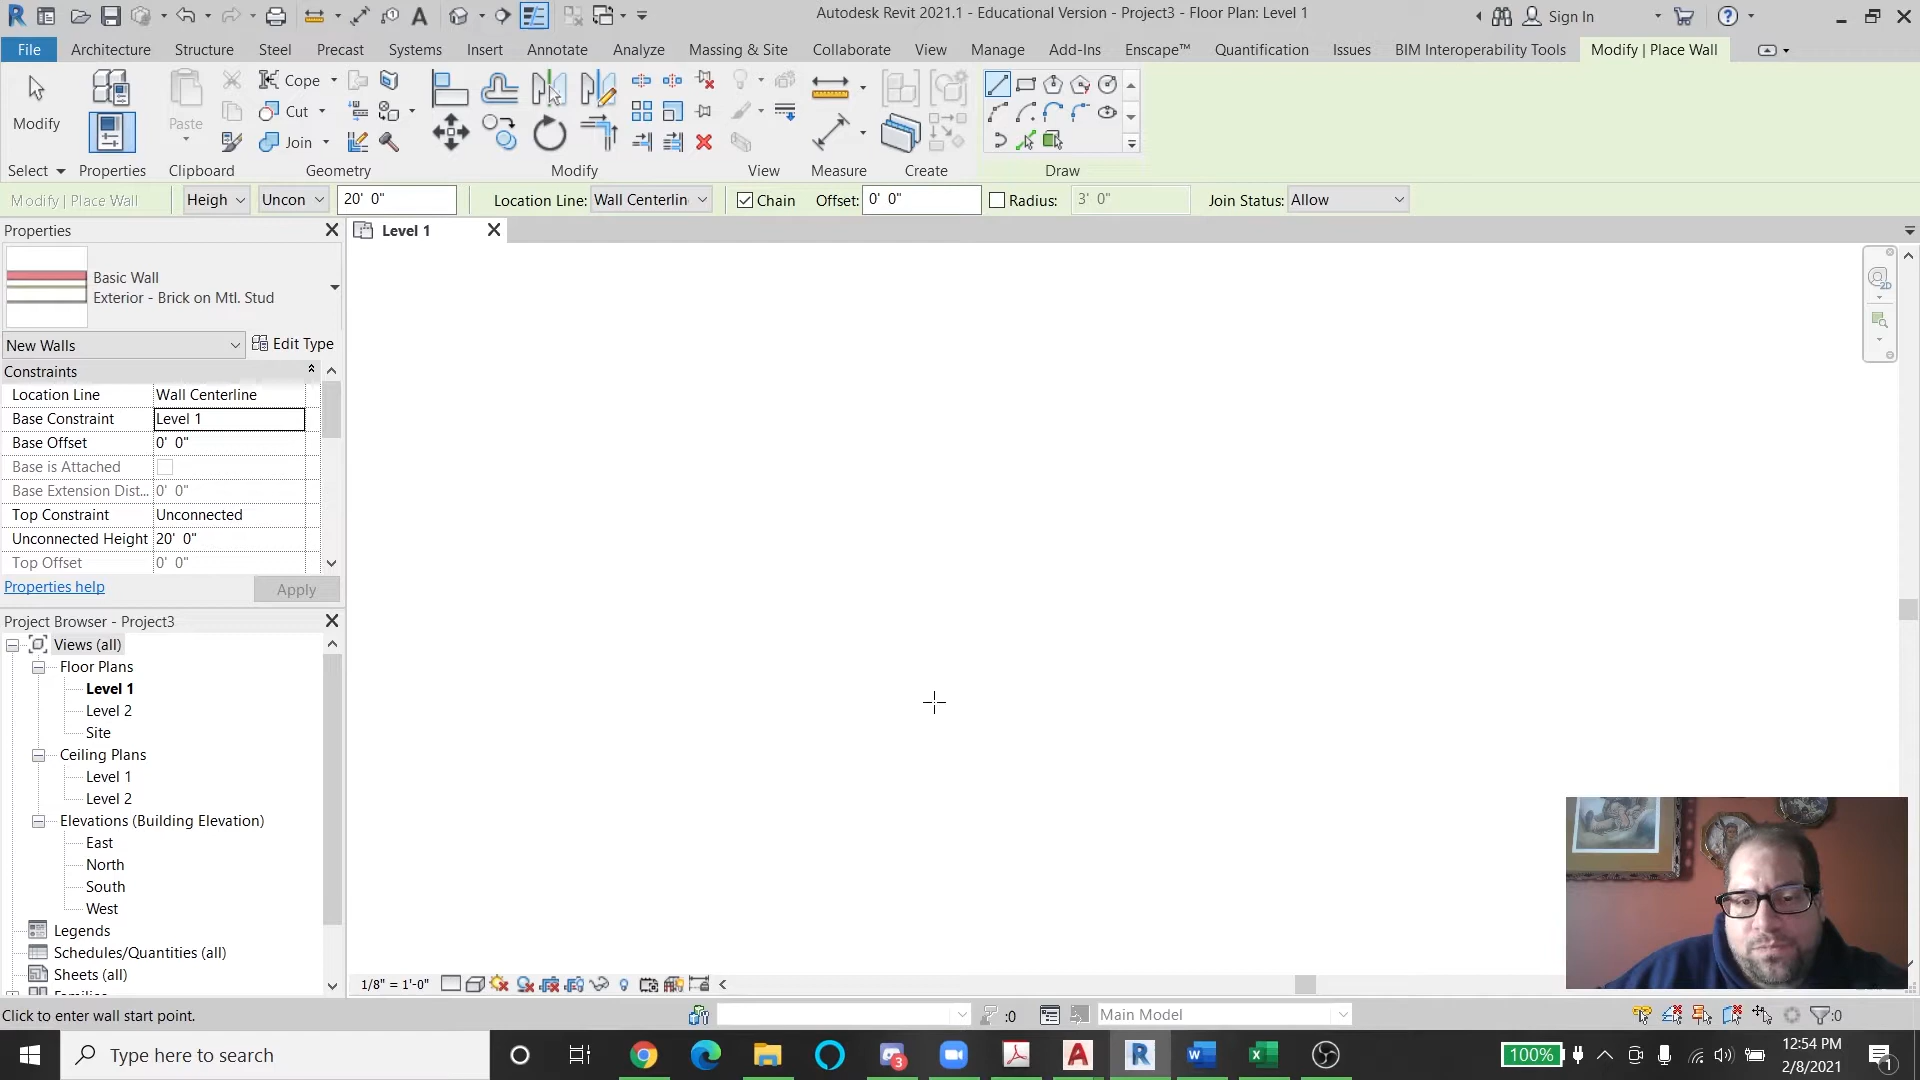 Autodesk Revit 2021.1 - Educational Version - Project3 - Floor Plan: Level 1
Sign In
File Architecture Structure Steel Precast Systems Insert Annotate Analyze Massing & Site Collaborate View Manage Add-Ins Enscape™ Quantification Issues BIM Interoperability Tools Modify | Place Wall
Modify
Paste
Cope
Cut
Join
Select Properties Clipboard Geometry Modify View Measure Create Draw
Modify | Place Wall Heigh Uncon 20' 0" Location Line: Wall Centerlin Chain Offset: 0' 0" Radius: 3' 0" Join Status: Allow
Properties
Level 1
Basic Wall
Exterior - Brick on Mtl. Stud
New Walls Edit Type
Constraints
Location Line Wall Centerline
Base Constraint Level 1
Base Offset 0' 0"
Base is Attached
Base Extension Dist... 0' 0"
Top Constraint Unconnected
Unconnected Height 20' 0"
Top Offset 0' 0"
Properties help Apply
Project Browser - Project3
Views (all)
Floor Plans
Level 1
Level 2
Site
Ceiling Plans
Level 1
Level 2
Elevations (Building Elevation)
East
North
South
West
Legends
Schedules/Quantities (all)
Sheets (all)
1/8" = 1'-0"
Click to enter wall start point.
:0
Main Model
:0
Type here to search
3
100%
12:54 PM
2/8/2021
1